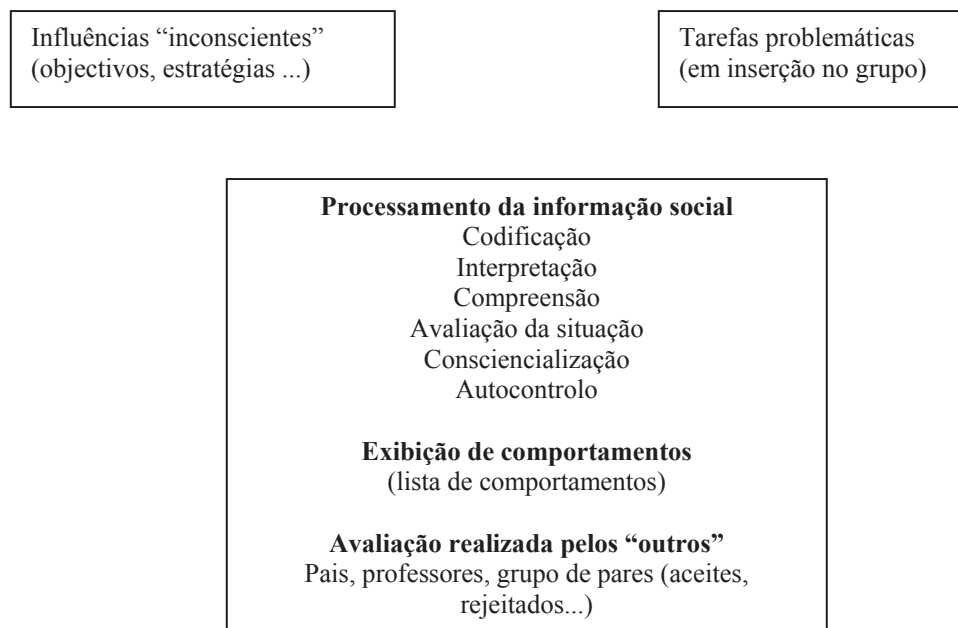 Influências “inconscientes”
(objectivos, estratégias ...)
Tarefas problemáticas
(em inserção no grupo)
Processamento da informação social
Codificação
Interpretação
Compreensão
Avaliação da situação
Consciencialização
Autocontrolo
Exibição de comportamentos
(lista de comportamentos)
Avaliação realizada pelos “outros”
Pais, professores, grupo de pares (aceites,
rejeitados...)